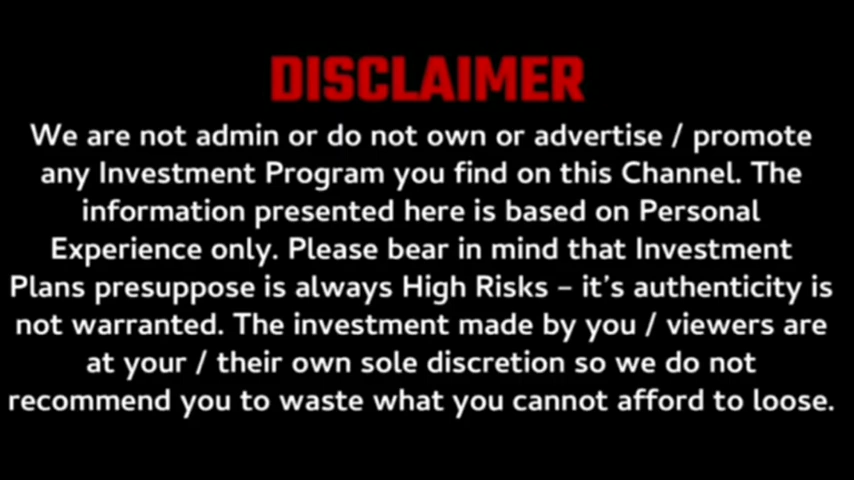 DISCLAIMER
We are not admin or do not own or advertise / promote
any Investment Program you find on this Channel. The
information presented here is based on Personal
Experience only. Please bear in mind that Investment
Plans presuppose is always High Risks – it's authenticity is
not warranted. The investment made by you / viewers are
at your / their own sole discretion so we do not
recommend you to waste what you cannot afford to loose.